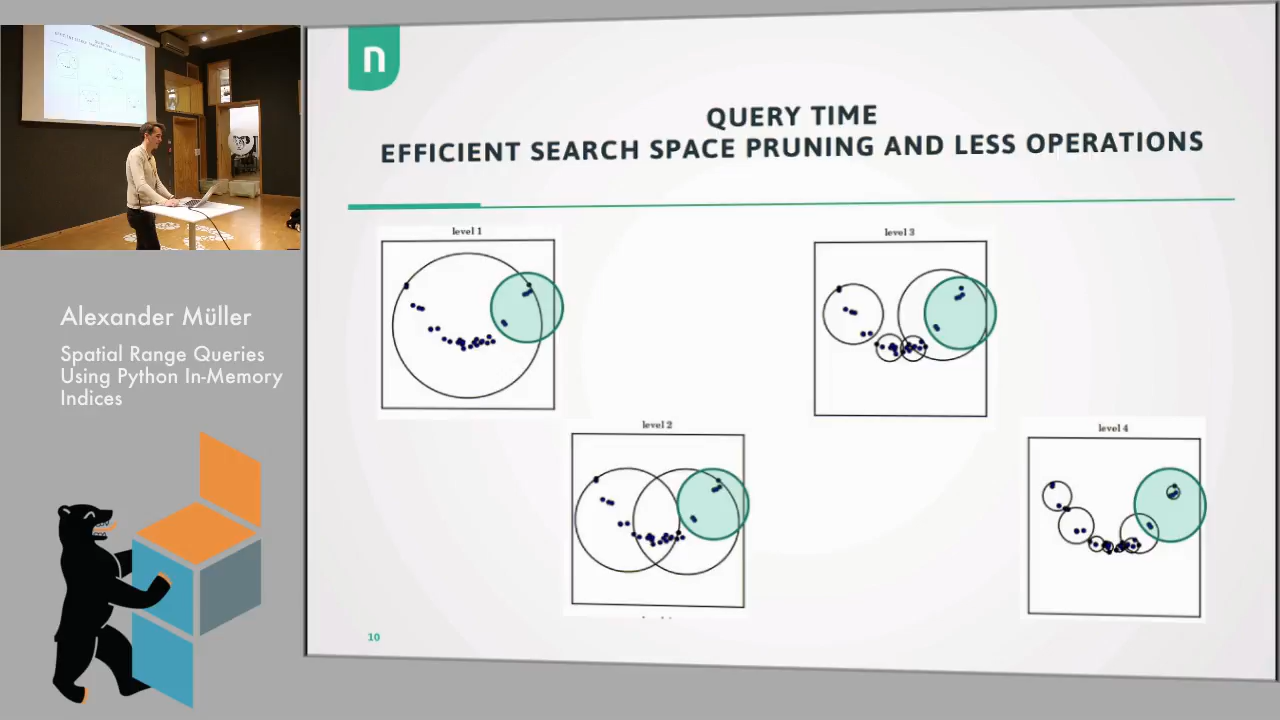 n
QUERY TIME
EFFICIENT SEARCH SPACE PRUNING AND LESS OPERATIONS
level 1
level 3
level 2
level 4
10
Alexander Müller
Spatial Range Queries
Using Python In-Memory
Indices